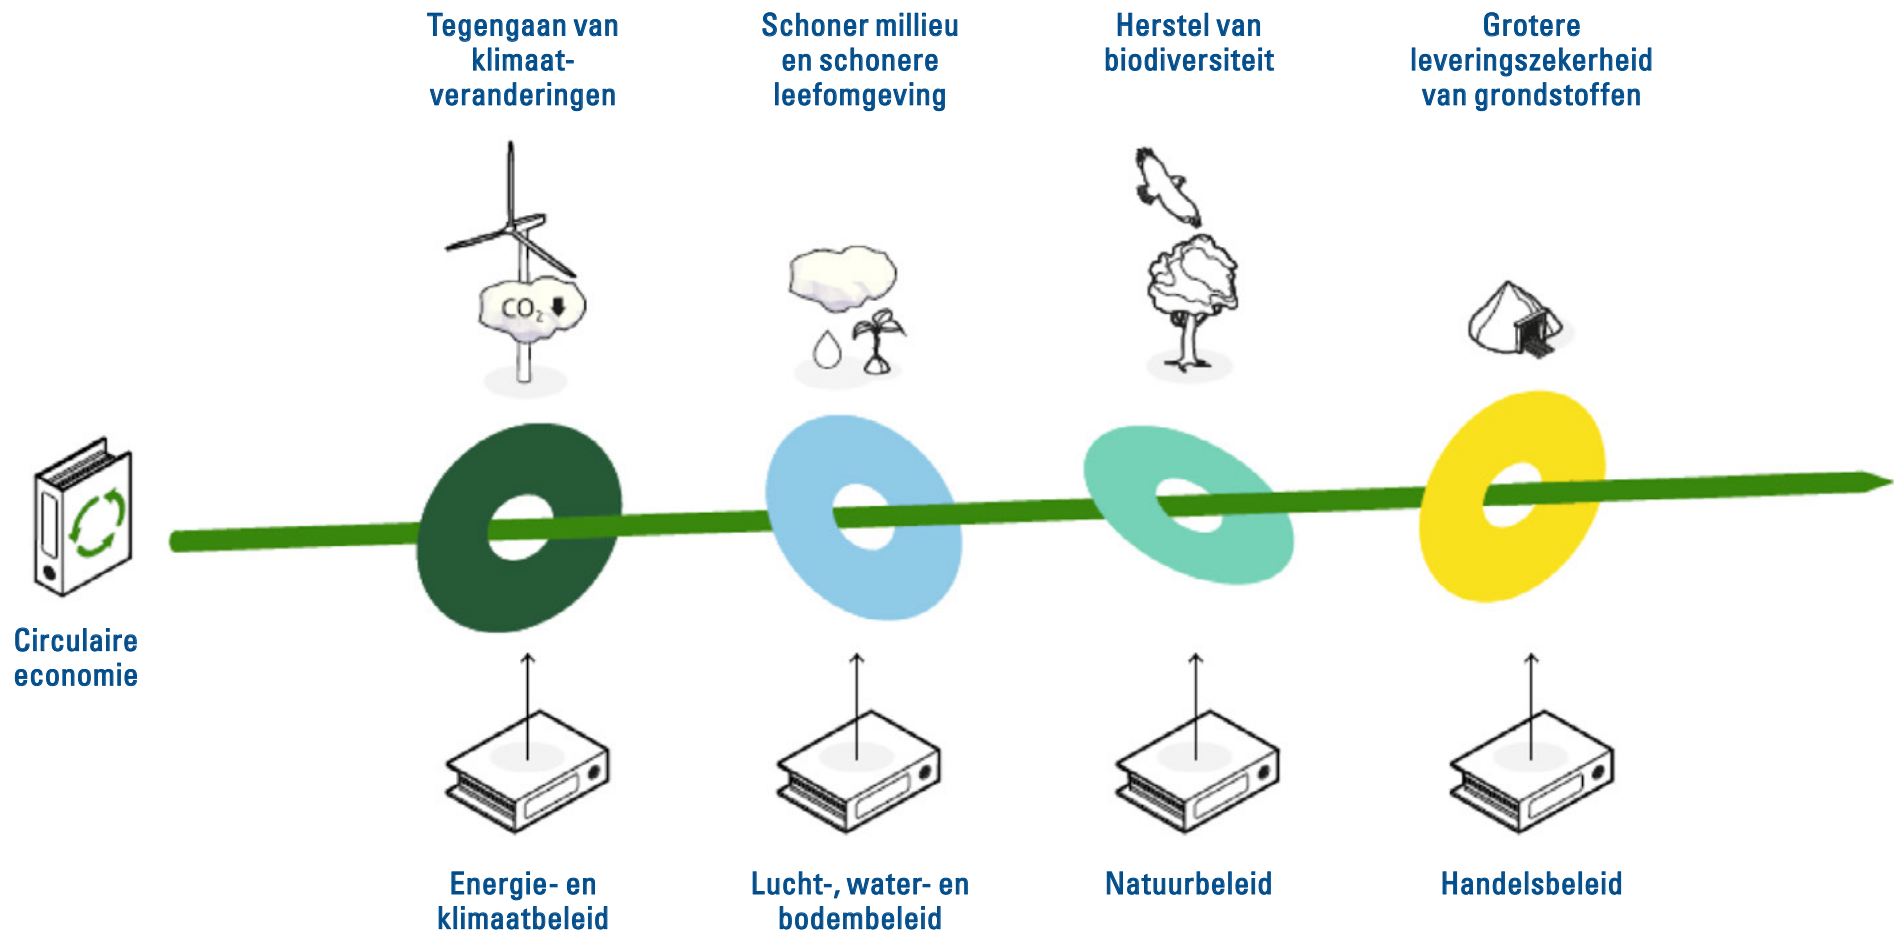 Tegengaan van
klimaat-
veranderingen
Schoner millieu
en schonere
leefomgeving
Herstel van
biodiversiteit
Grotere
leveringszekerheid
van grondstoffen
CO₂
Circulaire
economie
Energie- en
klimaatbeleid
Lucht-, water- en
bodembeleid
Natuurbeleid
Handelsbeleid